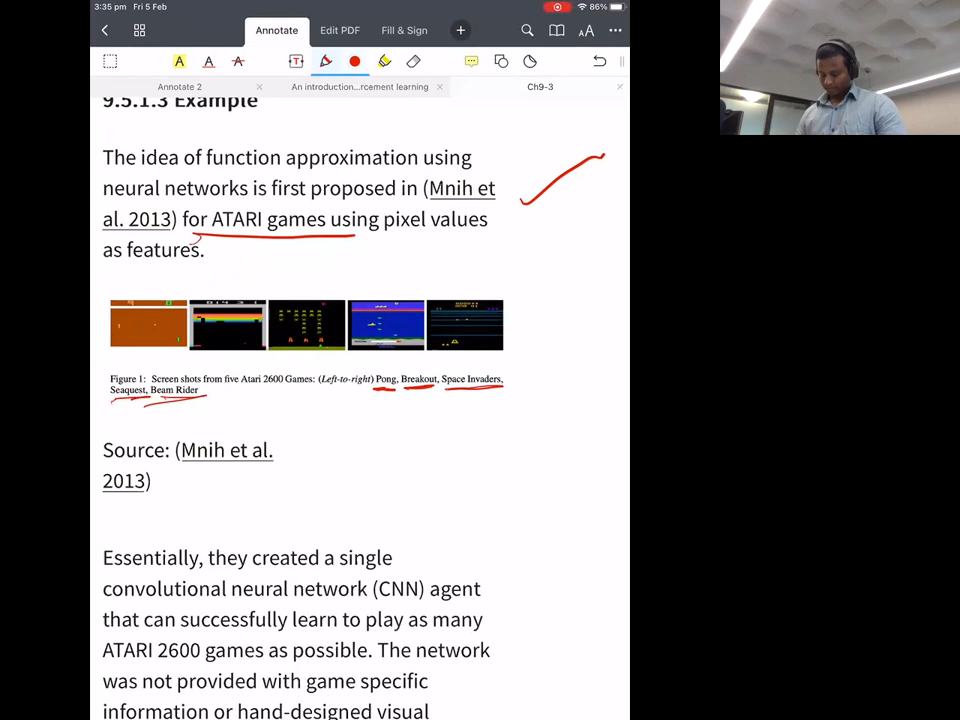 3:35 pm Fri 5 Feb
86%
Annotate
Edit PDF
Fill & Sign
Annotate 2
An introduction...rcement learning
Ch9-3
9.5.1.3 Example
The idea of function approximation using
neural networks is first proposed in (Mnih et
al. 2013) for ATARI games using pixel values
as features.
Figure 1: Screen shots from five Atari 2600 Games: (Left-to-right) Pong, Breakout, Space Invaders,
Seaquest, Beam Rider
Source: (Mnih et al.
2013)
Essentially, they created a single
convolutional neural network (CNN) agent
that can successfully learn to play as many
ATARI 2600 games as possible. The network
was not provided with game specific
information or hand-designed visual